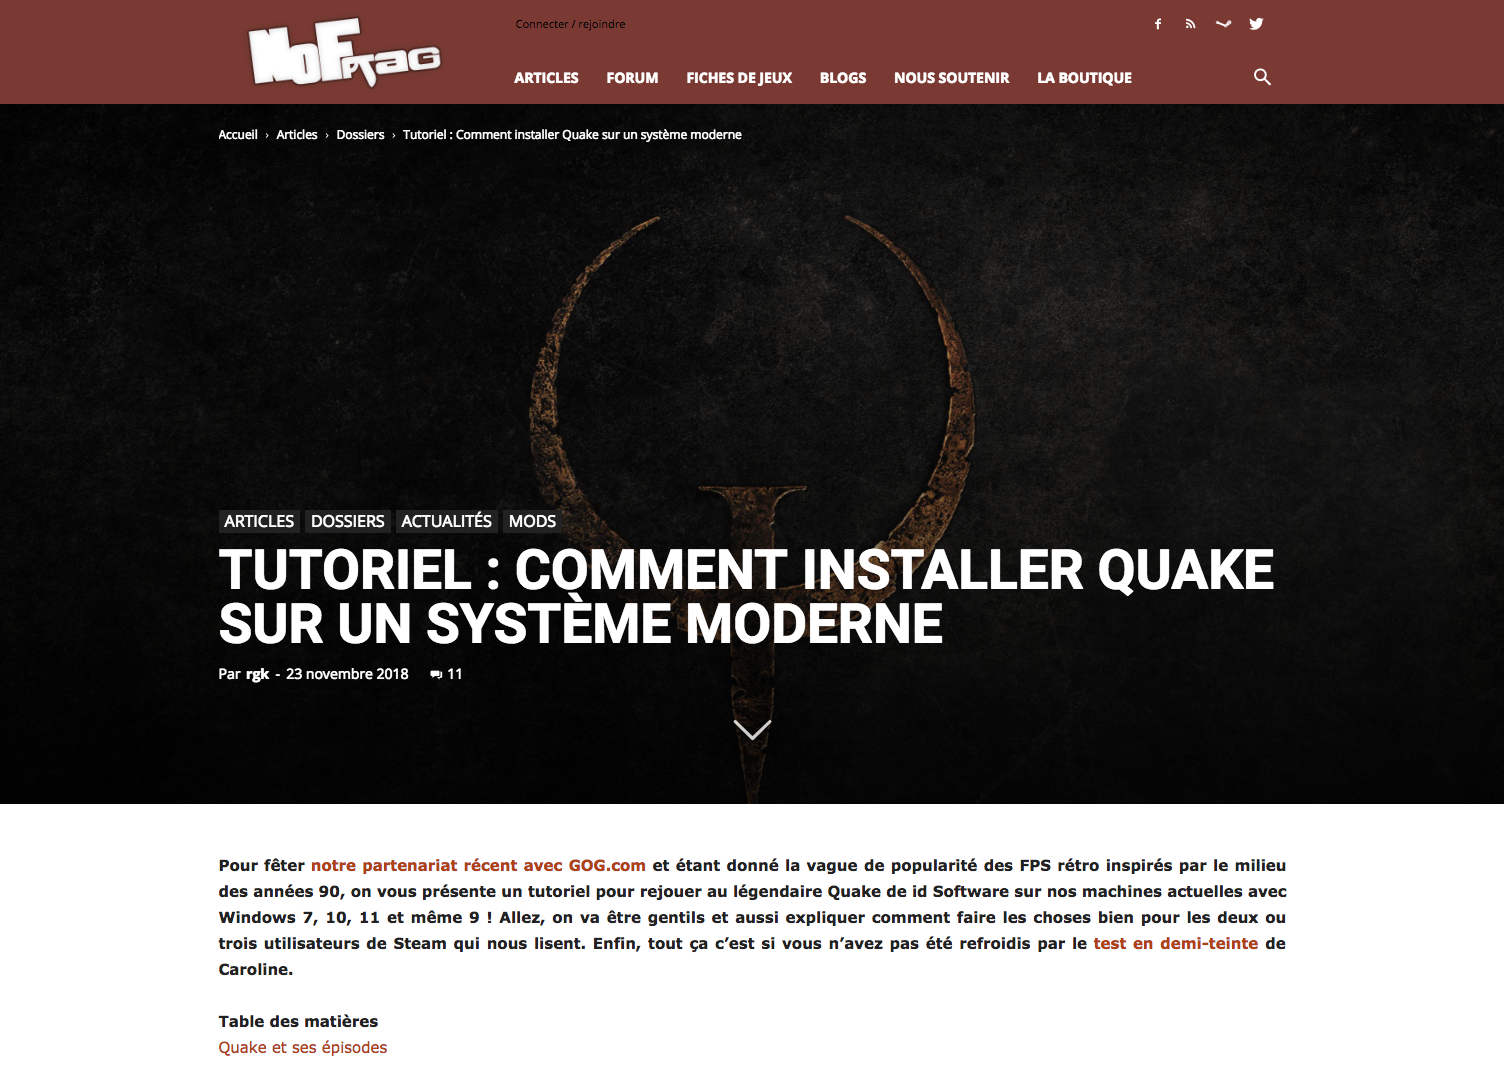 NoFrag
Connecter / rejoindre
ARTICLES FORUM FICHES DE JEUX BLOGS NOUS SOUTENIR LA BOUTIQUE
Accueil › Articles › Dossiers › Tutoriel : Comment installer Quake sur un système moderne
ARTICLES DOSSIERS ACTUALITÉS MODS
TUTORIEL : COMMENT INSTALLER QUAKE
SUR UN SYSTÈME MODERNE
Par rgk - 23 novembre 2018 11
Pour fêter notre partenariat récent avec GOG.com et étant donné la vague de popularité des FPS rétro inspirés par le milieu
des années 90, on vous présente un tutoriel pour rejouer au légendaire Quake de id Software sur nos machines actuelles avec
Windows 7, 10, 11 et même 9 ! Allez, on va être gentils et aussi expliquer comment faire les choses bien pour les deux ou
trois utilisateurs de Steam qui nous lisent. Enfin, tout ça c’est si vous n’avez pas été refroidis par le test en demi-teinte de
Caroline.
Table des matières
Quake et ses épisodes